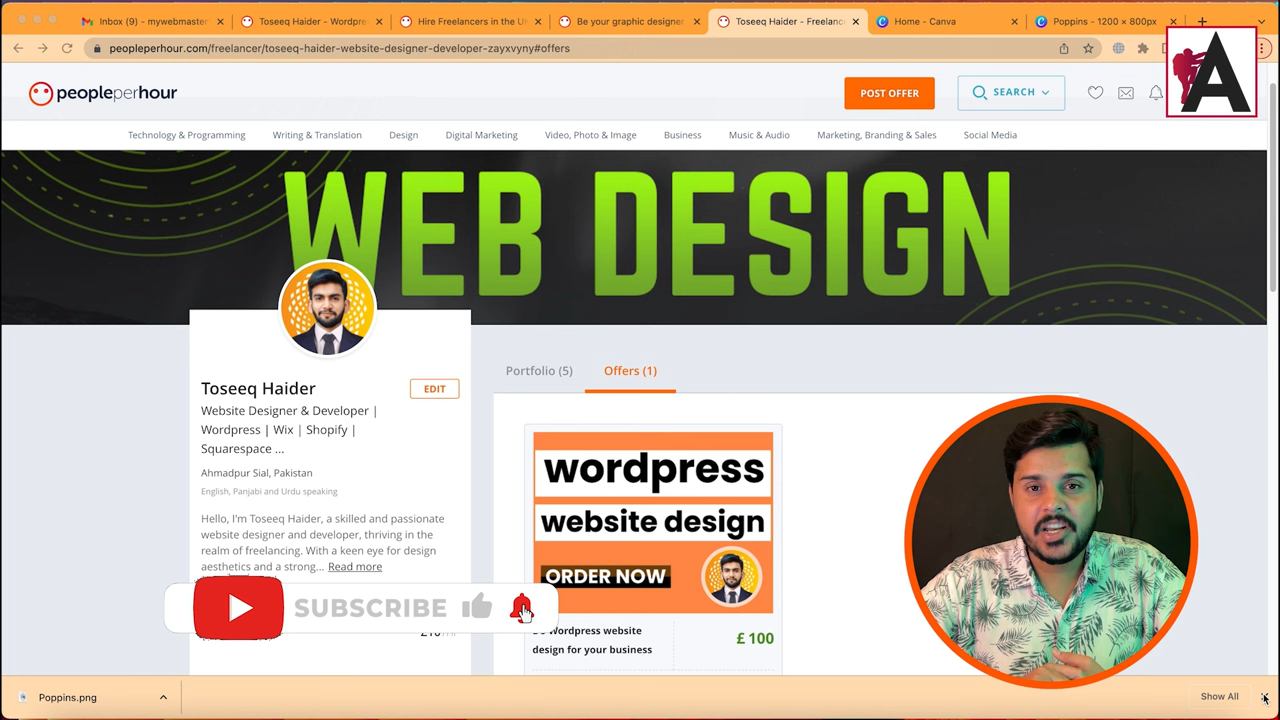 Inbox (9) - mywebmaster
Toseeq Haider - Wordpre
Hire Freelancers in the U
Be your graphic designer
Toseeq Haider - Freelanc
Home - Canva
Poppins - 1200 × 800px
peopleperhour.com/freelancer/toseeq-haider-website-designer-developer-zayxvyny#offers
A
peopleperhour
POST OFFER
SEARCH
Technology & Programming
Writing & Translation
Design
Digital Marketing
Video, Photo & Image
Business
Music & Audio
Marketing, Branding & Sales
Social Media
WEB DESIGN
Toseeq Haider
EDIT
Website Designer & Developer |
Wordpress | Wix | Shopify |
Squarespace ...
Ahmadpur Sial, Pakistan
English, Panjabi and Urdu speaking
Hello, I'm Toseeq Haider, a skilled and passionate
website designer and developer, thriving in the
realm of freelancing. With a keen eye for design
aesthetics and a strong... Read more
SUBSCRIBE
Portfolio (5)
Offers (1)
wordpress
website design
ORDER NOW
wordpress website
design for your business
£ 100
Poppins.png
Show All